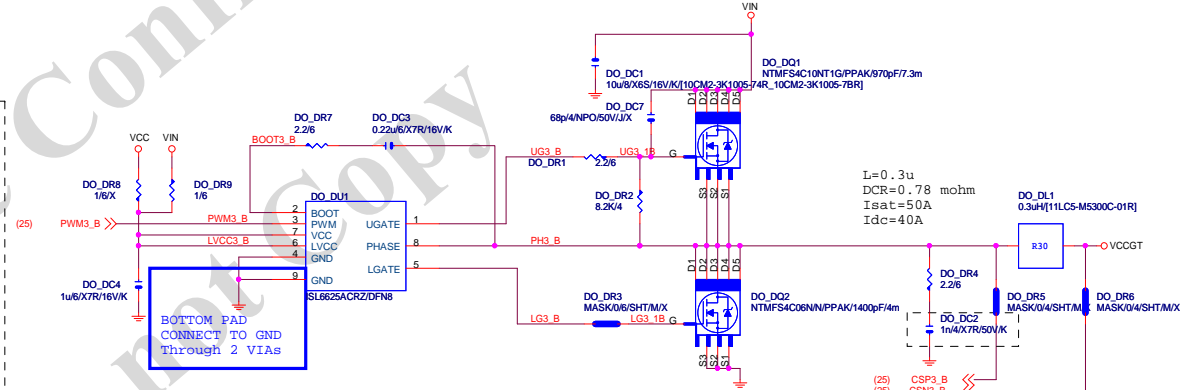 Con
not Copy
VIN
DO_DQ1
NTMFS4C10NT1G/PPAK/970pF/7.3m
DO_DC1
10u/8/X6S/16V/K/[10CM2-3K1005-74R_10CM2-3K1005-7BR]
D1 D2 D3 D4 D5
DO_DC7
68p/4/NPO/50V/J/X
DO_DR7
2.2/6
DO_DC3
0.22u/6/X7R/16V/K
VCC VIN
BOOT3_B
UG3_B
DO_DR1
2.2/6
UG3_1B
G
S3 S2 S1
DO_DR8
1/6/X
DO_DR9
1/6
DO_DR2
8.2K/4
L=0.3u
DCR=0.78 mohm
Isat=50A
Idc=40A
DO_DL1
0.3uH/[11LC5-M5300C-01R]
DO_DU1
(25) PWM3_B
PWM3_B
LVCC3_B
2 BOOT
3 PWM
7 VCC
6 LVCC
4 GND
9 GND
UGATE 1
PHASE 8
LGATE 5
ISL6625ACRZ/DFN8
PH3_B
R30
VCCGT
D1 D2 D3 D4 D5
DO_DC4
1u/6/X7R/16V/K
DO_DR4
2.2/6
DO_DR3
MASK/0/6/SHT/M/X
LG3_B
LG3_1B
G
DO_DQ2
NTMFS4C06N/N/PPAK/1400pF/4m
S3 S2 S1
DO_DR5
MASK/0/4/SHT/M/X
DO_DR6
MASK/0/4/SHT/M/X
DO_DC2
1n/4/X7R/50V/K
BOTTOM PAD
CONNECT TO GND
Through 2 VIAs
(25) CSP3_B
(25) CSN3_B